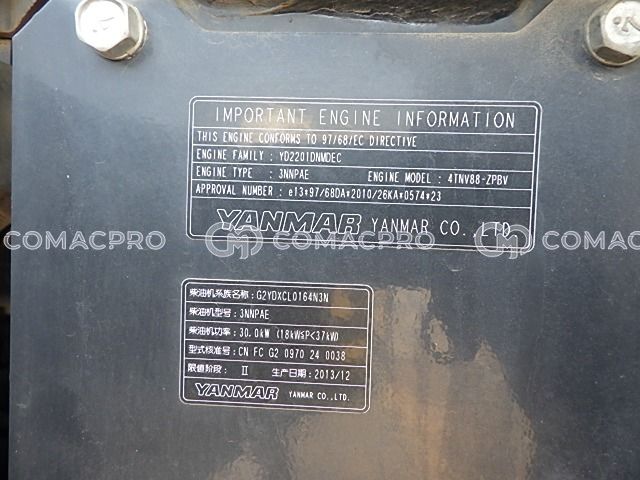 IMPORTANT ENGINE INFORMATION
THIS ENGINE CONFORMS TO 97/68/EC DIRECTIVE
ENGINE FAMILY : YD2201DNMDEC
ENGINE TYPE : 3NNPAE ENGINE MODEL : 4TNV88-ZPBV
APPROVAL NUMBER : e13*97/68DA*2010/26KA*0574*23
YANMAR YANMAR CO.,LTD.
COMACPRO COMACPRO COMACPRO
柴油机系族名称: G2YDXCL0164N3N
柴油机型号: 3NNPAE
柴油机功率: 30.0kW (18kW≦P<37kW)
型式核准号: CN FC G2 0970 24 0038
限值阶段: II 生产日期: 2013/12
YANMAR YANMAR CO.,LTD.